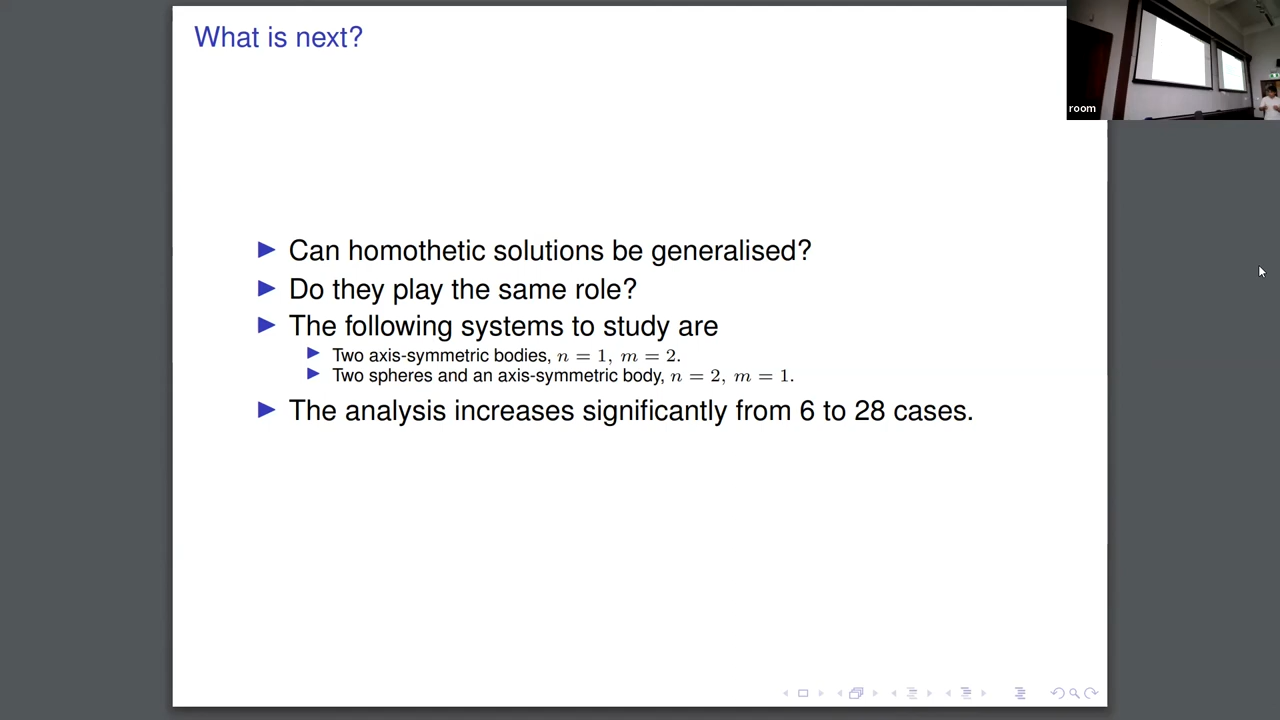 What is next?
room
▶ Can homothetic solutions be generalised?
▶ Do they play the same role?
▶ The following systems to study are
▶ Two axis-symmetric bodies, n = 1, m = 2.
▶ Two spheres and an axis-symmetric body, n = 2, m = 1.
▶ The analysis increases significantly from 6 to 28 cases.